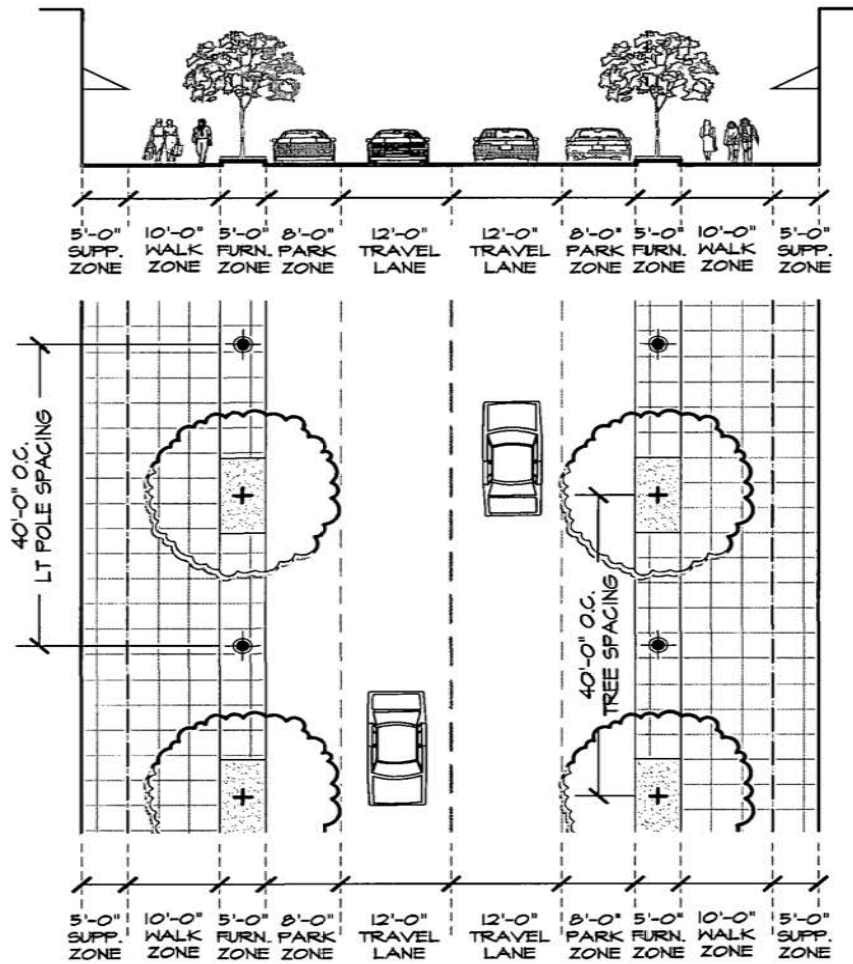 5'-0" 10'-0" 5'-0" 8'-0" 12'-0" 12'-0" 8'-0" 5'-0" 10'-0" 5'-0"
SUPP. WALK FURN. PARK TRAVEL TRAVEL PARK FURN. WALK SUPP.
ZONE ZONE ZONE ZONE LANE LANE ZONE ZONE ZONE ZONE
40'-0" O.C.
LT POLE SPACING
40'-0" O.C.
TREE SPACING
5'-0" 10'-0" 5'-0" 8'-0" 12'-0" 12'-0" 8'-0" 5'-0" 10'-0" 5'-0"
SUPP. WALK FURN. PARK TRAVEL TRAVEL PARK FURN. WALK SUPP.
ZONE ZONE ZONE ZONE LANE LANE ZONE ZONE ZONE ZONE